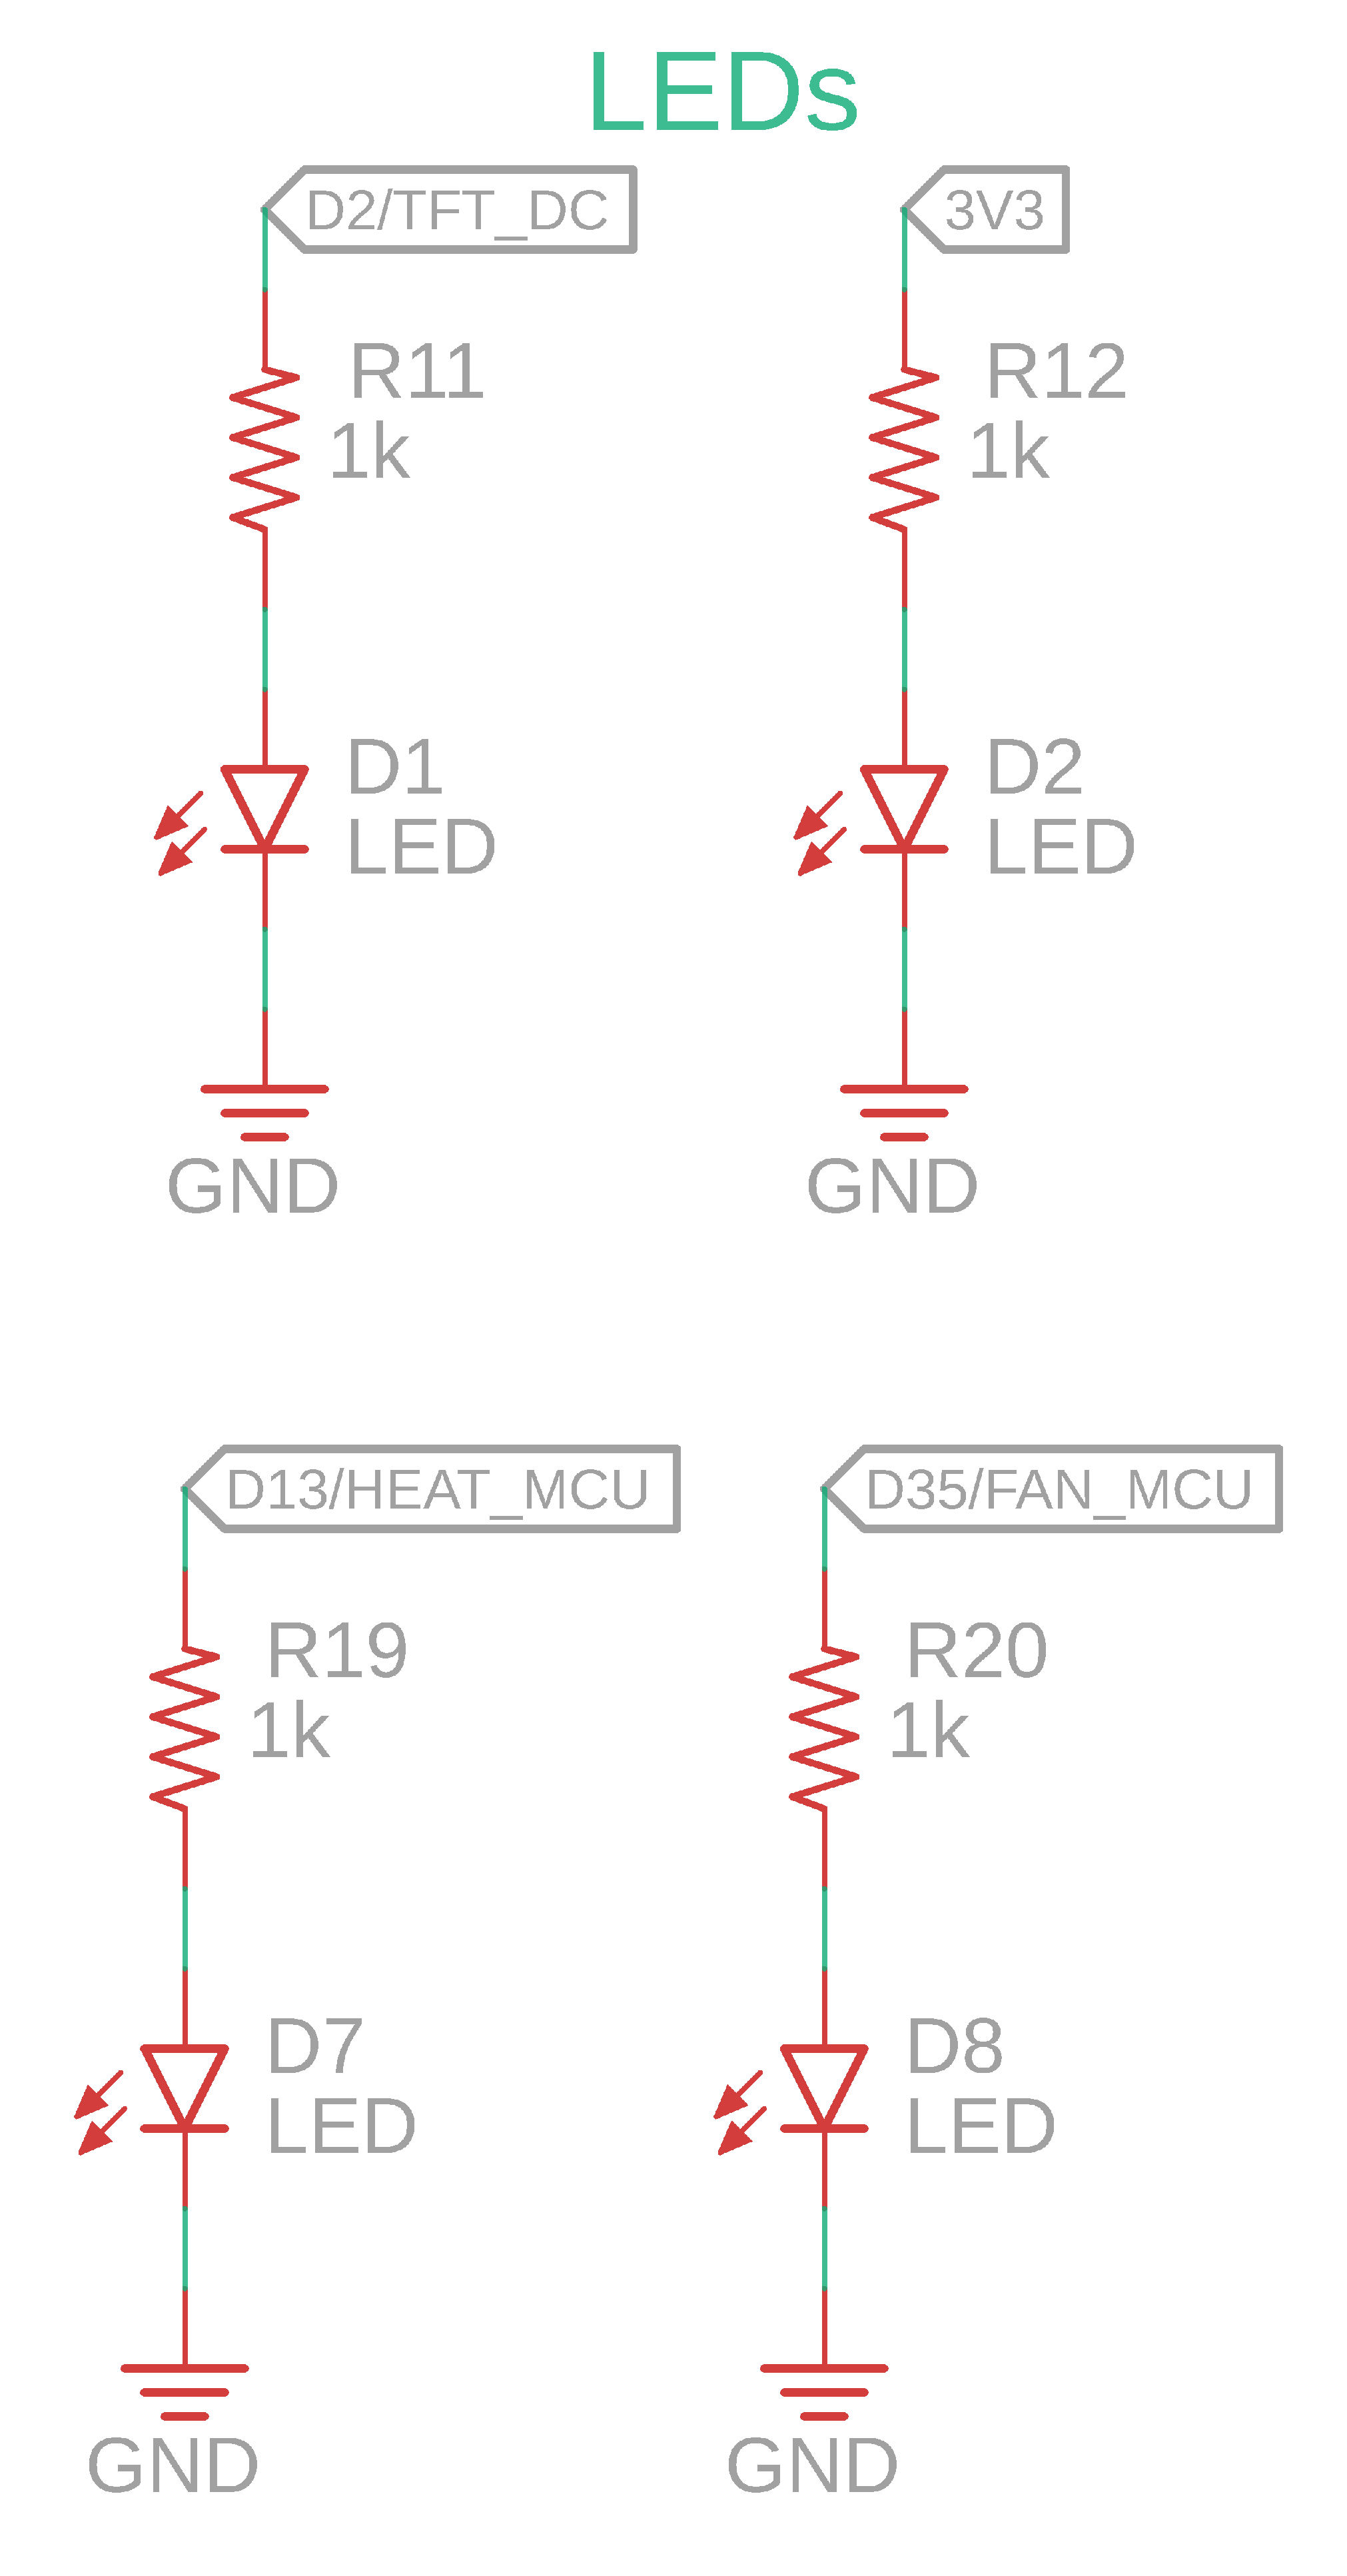 LEDs
D2/TFT_DC
R11
1k
D1
LED
GND
3V3
R12
1k
D2
LED
GND
D13/HEAT_MCU
R19
1k
D7
LED
GND
D35/FAN_MCU
R20
1k
D8
LED
GND